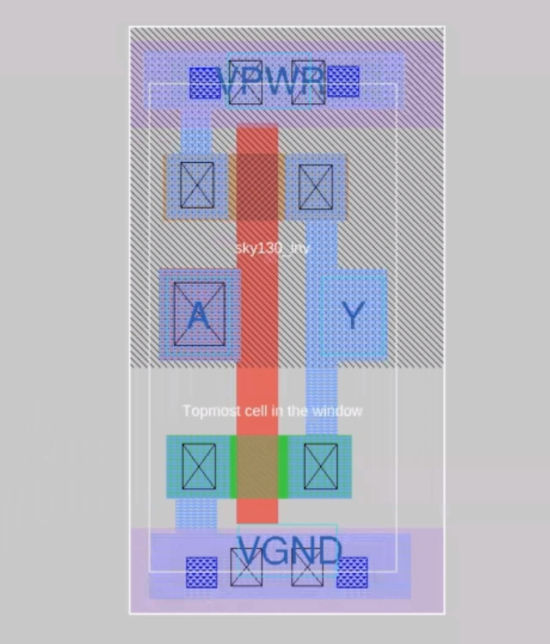 VPWR
sky130_inv
A
Y
Topmost cell in the window
VGND